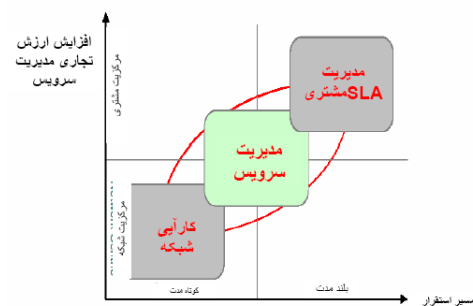 افزایش ارزش
تجاری مدیریت
سرویس
مرکزیت مشتری
مدیریت
SLAمشتری
مدیریت
سرویس
مرکزیت شبکه
کارآیی
شبکه
کوتاه مدت
بلند مدت
مسیر استقرار